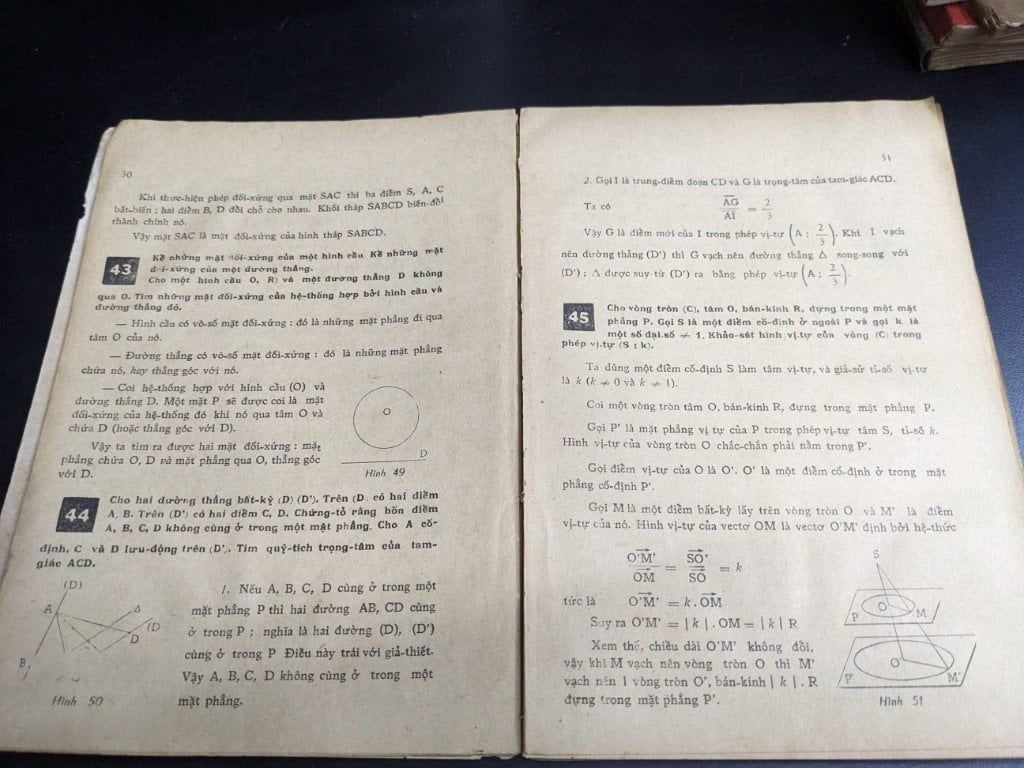 30
Khi thực-hiện phép đối-xứng qua mặt SAC thì ba điểm S, A, C
bất-biến ; hai điểm B, D đổi chỗ cho nhau. Khối tháp SABCD biến-đổi
thành chính nó.
Vậy mặt SAC là mặt đối-xứng của hình tháp SABCD.
43 Kể những mặt đối-xứng của một hình cầu. Kể những mặt
đối-xứng của một đường thẳng.
Cho một hình cầu (O, R) và một đường thẳng D không
qua O. Tìm những mặt đối-xứng của hệ-thống hợp bởi hình cầu và
đường thẳng đó.
— Hình cầu có vô-số mặt đối-xứng : đó là những mặt phẳng đi qua
tâm O của nó.
— Đường thẳng có vô-số mặt đối-xứng : đó là những mặt phẳng
chứa nó, hay thẳng góc với nó.
— Coi hệ-thống hợp với hình cầu (O) và
đường thẳng D. Một mặt P sẽ được coi là mặt
đối-xứng của hệ-thống đó khi nó qua tâm O và
chứa D (hoặc thẳng góc với D).
Vậy ta tìm ra được hai mặt đối-xứng : mặt
phẳng chứa O, D và mặt phẳng qua O, thẳng góc
với D.
O
D
Hình 49
44 Cho hai đường thẳng bất-kỳ (D) (D'). Trên (D) có hai điểm
A, B. Trên (D') có hai điểm C, D. Chứng-tỏ rằng bốn điểm
A, B, C, D không cùng ở trong một mặt phẳng. Cho A cố-
định, C và D lưu-động trên (D'). Tìm quỹ-tích trọng-tâm của tam-
giác ACD.
(D)
A
Δ
(D
D
B
Hình 50
1. Nếu A, B, C, D cùng ở trong một
mặt phẳng P thì hai đường AB, CD cùng
ở trong P ; nghĩa là hai đường (D), (D')
cùng ở trong P Điều này trái với giả-thiết.
Vậy A, B, C, D không cùng ở trong một
mặt phẳng.
31
2. Gọi I là trung-điểm đoạn CD và G là trọng-tâm của tam-giác ACD.
Ta có AG / AI = 2 / 3
Vậy G là điểm mới của I trong phép vị-tự (A ; 2/3). Khi I vạch
nên đường thẳng (D') thì G vạch nên đường thẳng Δ song-song với
(D') ; Δ được suy từ (D') ra bằng phép vị-tự (A ; 2/3).
45 Cho vòng tròn (C), tâm O, bán-kính R, dựng trong một mặt
phẳng P. Gọi S là một điểm cố-định ở ngoài P và gọi k là
một số đại.số ≠ 1. Khảo-sát hình vị.tự của vòng (C) trong
phép vị.tự (S ; k).
Ta dùng một điểm cố-định S làm tâm vị-tự, và giả-sử tỉ-số vị-tự
là k (k ≠ 0 và k ≠ 1).
Coi một vòng tròn tâm O, bán-kính R, đựng trong mặt phẳng P.
Gọi P' là mặt phẳng vị tự của P trong phép vị-tự tâm S, tỉ-số k.
Hình vị-tự của vòng tròn O chắc-chắn phải nằm trong P'.
Gọi điểm vị-tự của O là O'. O' là một điểm cố-định ở trong mặt
phẳng cố-định P'.
Gọi M là một điểm bất-kỳ lấy trên vòng tròn O và M' là điểm
vị-tự của nó. Hình vị-tự của vectơ OM là vectơ O'M' định bởi hệ-thức
O'M' / OM = SO' / SO = k
tức là O'M' = k . OM
Suy ra O'M' = | k | . OM = | k | R
Xem thế, chiều dài O'M' không đổi,
vậy khi M vạch nên vòng tròn O thì M'
vạch nên 1 vòng tròn O', bán-kính | k | . R
đựng trong mặt phẳng P'.
S
O
P
M
O'
P'
M'
Hình 51